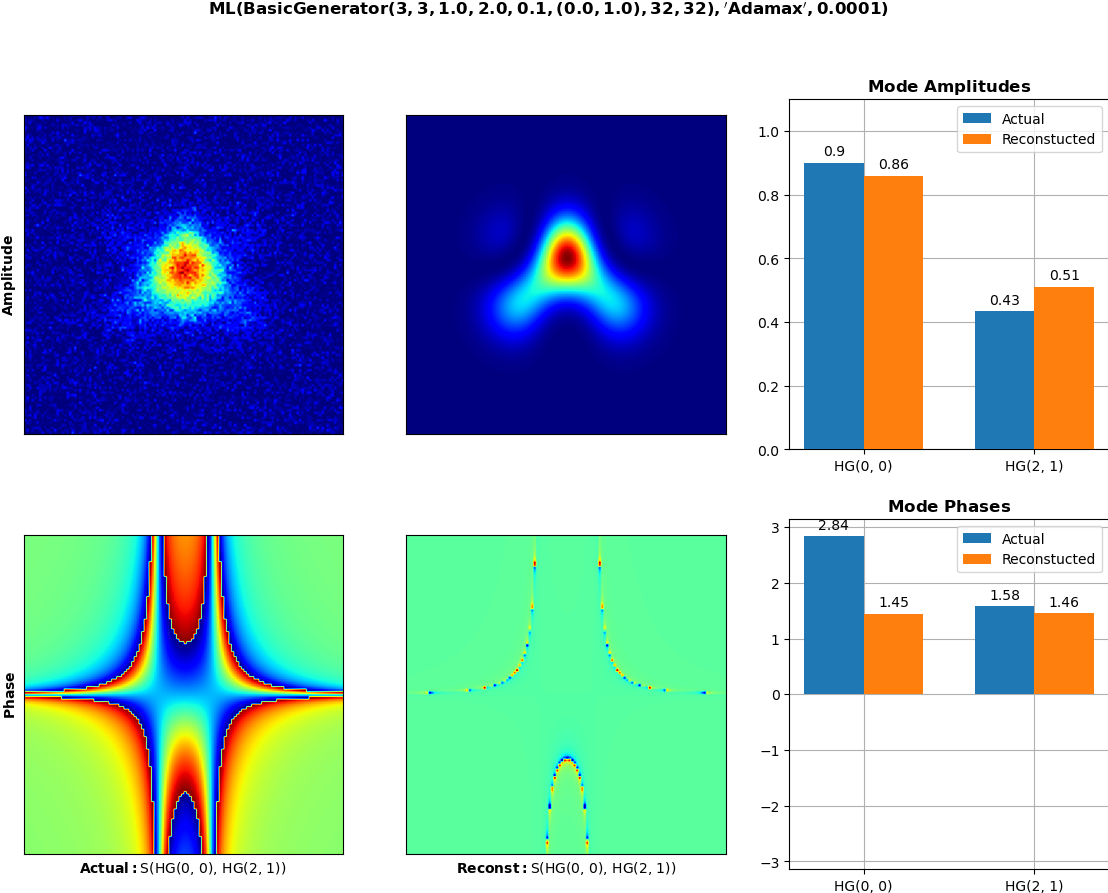 ML(BasicGenerator(3, 3, 1.0, 2.0, 0.1, (0.0, 1.0), 32, 32), ′Adamax′, 0.0001)
Amplitude
Mode Amplitudes
Actual
Reconstucted
1.0
0.8
0.6
0.4
0.2
0.0
0.9
0.86
0.43
0.51
HG(0, 0)
HG(2, 1)
Phase
Actual: S(HG(0, 0), HG(2, 1))
Reconst: S(HG(0, 0), HG(2, 1))
Mode Phases
Actual
Reconstucted
3
2
1
0
−1
−2
−3
2.84
1.45
1.58
1.46
HG(0, 0)
HG(2, 1)